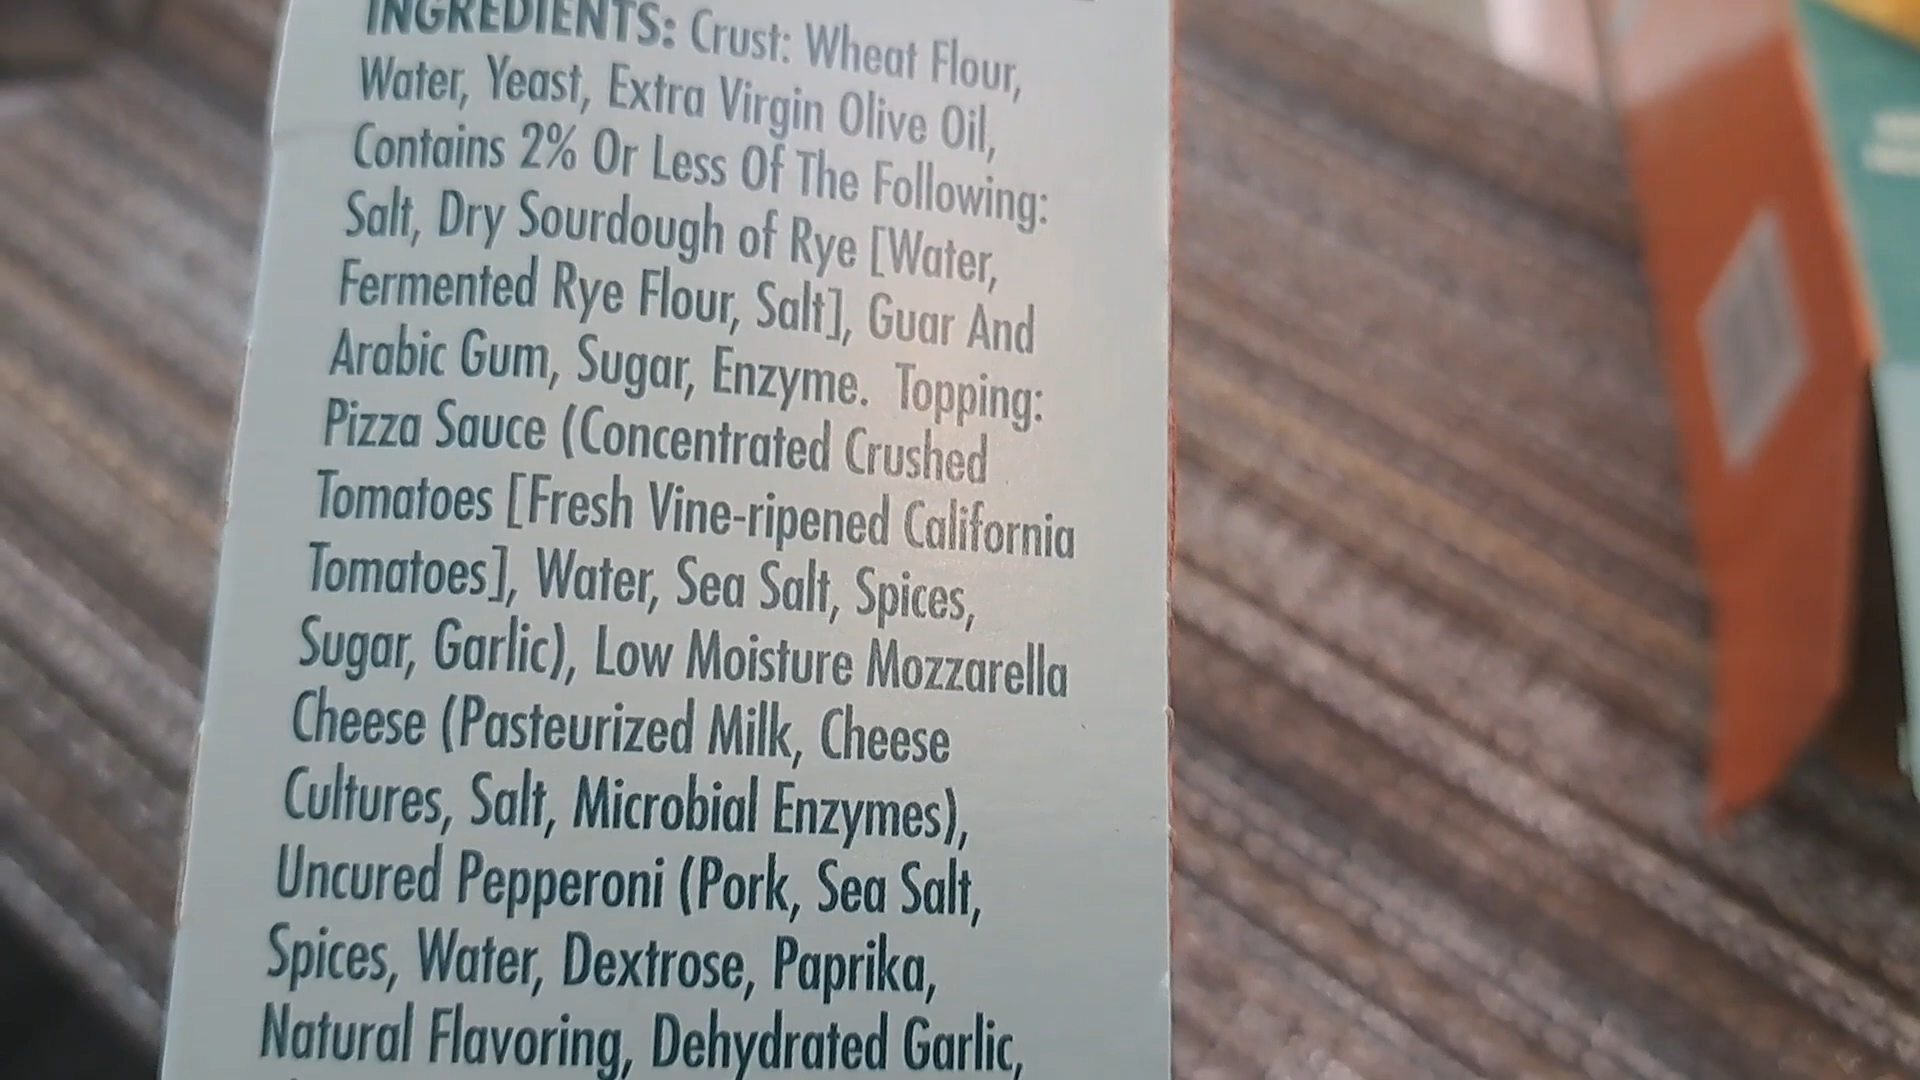 INGREDIENTS: Crust: Wheat Flour,
Water, Yeast, Extra Virgin Olive Oil,
Contains 2% Or Less Of The Following:
Salt, Dry Sourdough of Rye [Water,
Fermented Rye Flour, Salt], Guar And
Arabic Gum, Sugar, Enzyme. Topping:
Pizza Sauce (Concentrated Crushed
Tomatoes [Fresh Vine-ripened California
Tomatoes], Water, Sea Salt, Spices,
Sugar, Garlic), Low Moisture Mozzarella
Cheese (Pasteurized Milk, Cheese
Cultures, Salt, Microbial Enzymes),
Uncured Pepperoni (Pork, Sea Salt,
Spices, Water, Dextrose, Paprika,
Natural Flavoring, Dehydrated Garlic,